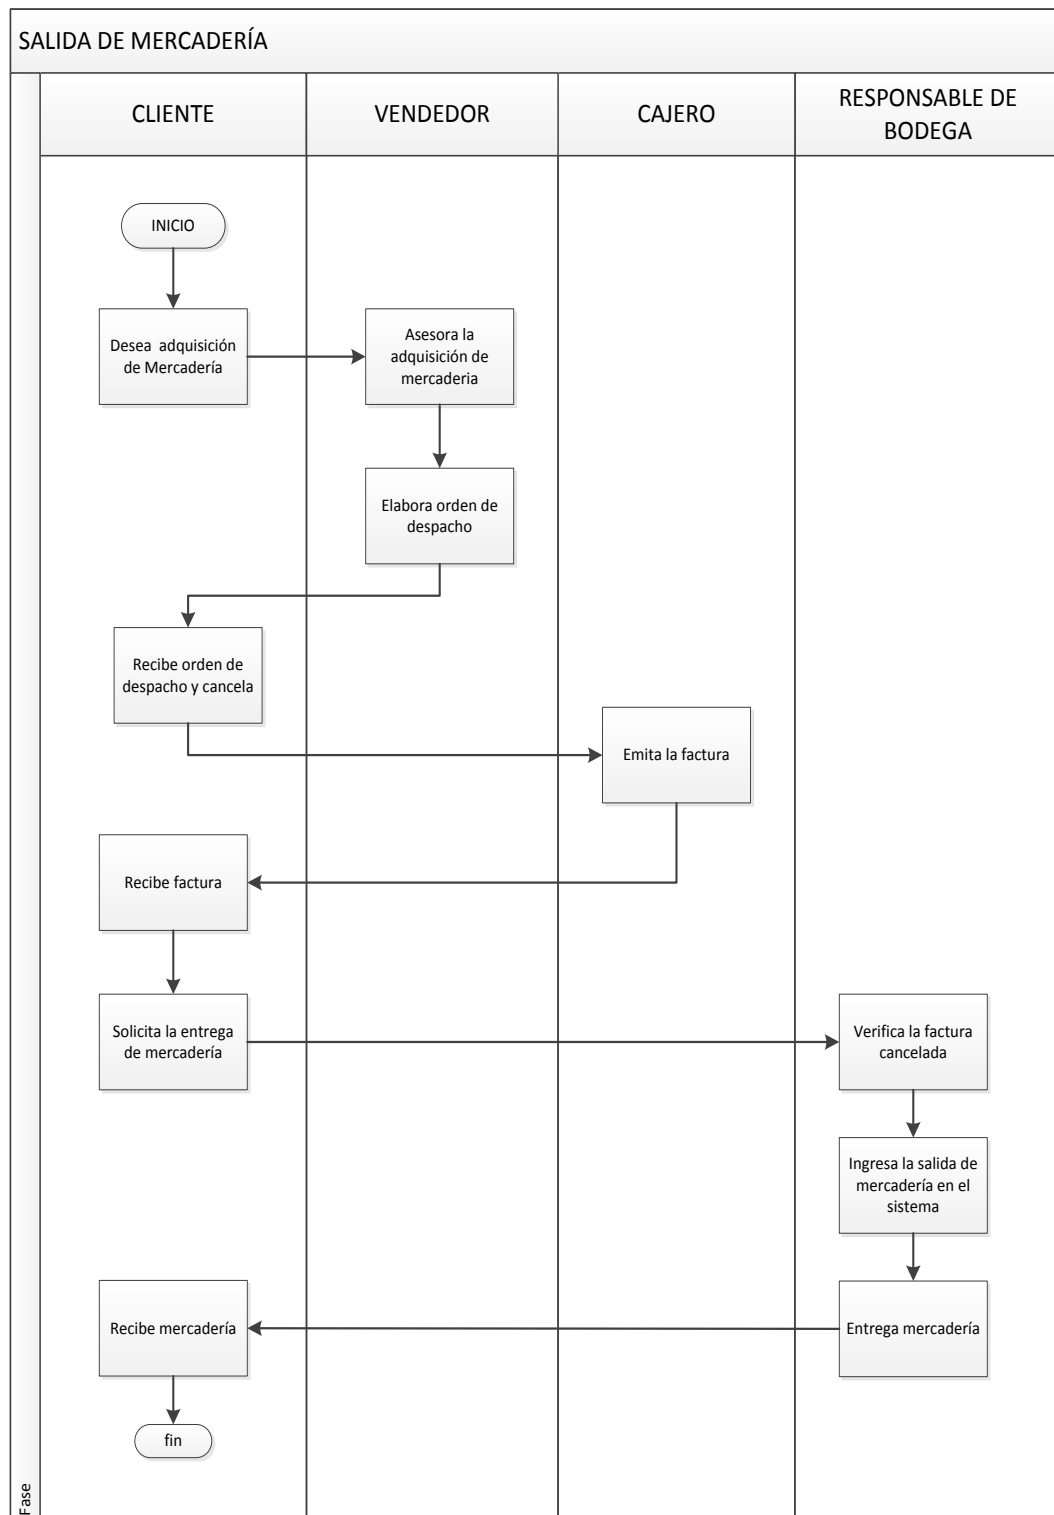 SALIDA DE MERCADERÍA
CLIENTE
VENDEDOR
CAJERO
RESPONSABLE DE
BODEGA
INICIO
Desea adquisición
de Mercadería
Asesora la
adquisición de
mercaderia
Elabora orden de
despacho
Recibe orden de
despacho y cancela
Emita la factura
Recibe factura
Solicita la entrega
de mercadería
Verifica la factura
cancelada
Ingresa la salida de
mercadería en el
sistema
Entrega mercadería
Recibe mercadería
fin
Fase